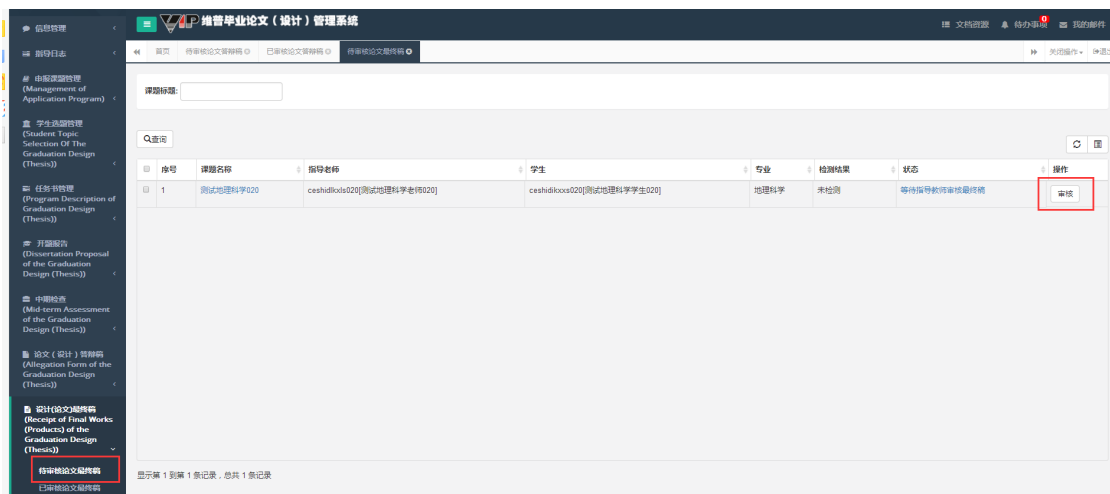 VIP 维普毕业论文（设计）管理系统
文档资源 待办事项 0 我的邮件
首页 待审核论文答辩稿 已审核论文答辩稿 待审核论文最终稿
关闭操作
信息管理
指导日志
申报课题管理
(Management of
Application Program)
学生选题管理
(Student Topic
Selection Of The
Graduation Design
(Thesis))
任务书管理
(Program Description of
Graduation Design
(Thesis))
开题报告
(Dissertation Proposal
of the Graduation
Design (Thesis))
中期检查
(Mid-term Assessment
of the Graduation
Design (Thesis))
论文（设计）答辩稿
(Allegation Form of the
Graduation Design
(Thesis))
设计(论文)最终稿
(Receipt of Final Works
(Products) of the
Graduation Design
(Thesis))
待审核论文最终稿
已审核论文最终稿
课题标题:
查询
序号 课题名称 指导老师 学生 专业 检测结果 状态 操作
1 测试地理科学020 ceshidlkxls020[测试地理科学老师020] ceshidikxxs020[测试地理科学学生020] 地理科学 未检测 等待指导教师审核最终稿 审核
显示第 1 到第 1 条记录，总共 1 条记录